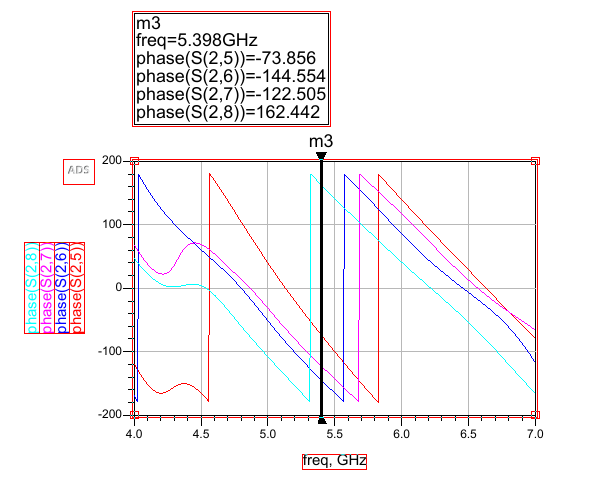 m3
freq=5.398GHz
phase(S(2,5))=-73.856
phase(S(2,6))=-144.554
phase(S(2,7))=-122.505
phase(S(2,8))=162.442
m3
ADS
200
100
0
-100
-200
phase(S(2,8))
phase(S(2,7))
phase(S(2,6))
phase(S(2,5))
4.0 4.5 5.0 5.5 6.0 6.5 7.0
freq, GHz